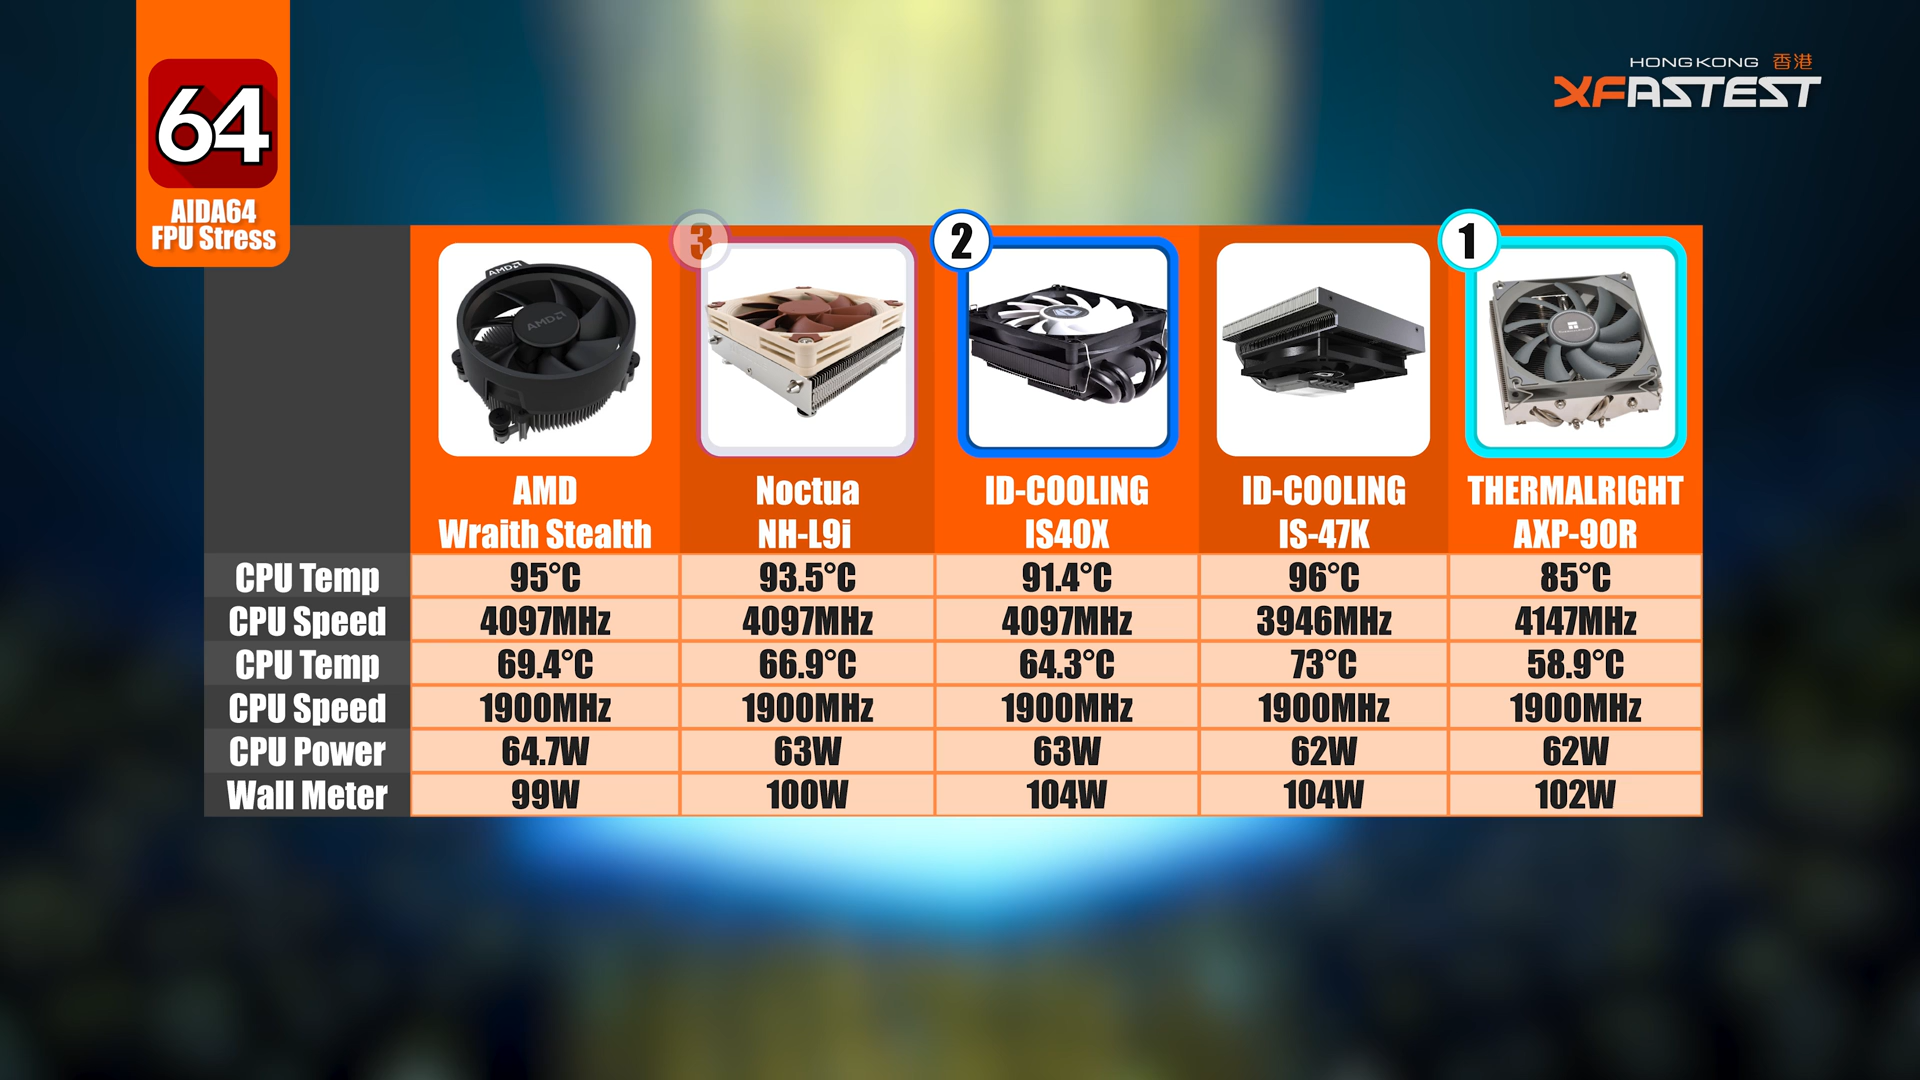 64
AIDA64
FPU Stress
HONG KONG 香港
XFASTEST
3
2
1
AMD
AMD
AMD
Wraith Stealth
Noctua
NH-L9i
ID-COOLING
IS40X
ID-COOLING
IS-47K
THERMALRIGHT
AXP-90R
CPU Temp 95°C 93.5°C 91.4°C 96°C 85°C
CPU Speed 4097MHz 4097MHz 4097MHz 3946MHz 4147MHz
CPU Temp 69.4°C 66.9°C 64.3°C 73°C 58.9°C
CPU Speed 1900MHz 1900MHz 1900MHz 1900MHz 1900MHz
CPU Power 64.7W 63W 63W 62W 62W
Wall Meter 99W 100W 104W 104W 102W